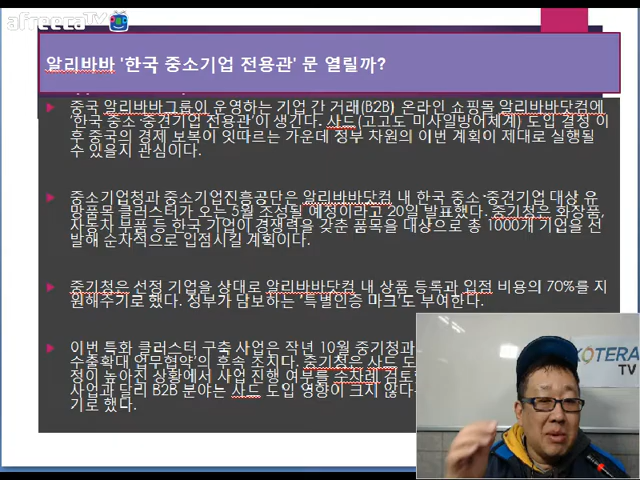 afreecaTV
알리바바 '한국 중소기업 전용관' 문 열릴까?
중국 알리바바그룹이 운영하는 기업 간 거래(B2B) 온라인 쇼핑몰 알리바바닷컴에
'한국 중소·중견기업 전용관'이 생긴다. 사드(고고도 미사일방어체계) 도입 결정 이
후 중국의 경제 보복이 잇따르는 가운데 정부 차원의 이번 계획이 제대로 실행될
수 있을지 관심이다.
중소기업청과 중소기업진흥공단은 알리바바닷컴 내 한국 중소·중견기업 대상 유
망품목 클러스터가 오는 5월 조성될 예정이라고 20일 발표했다. 중기청은 화장품,
자동차 부품 등 한국 기업이 경쟁력을 갖춘 품목을 대상으로 총 1000개 기업을 선
발해 순차적으로 입점시킬 계획이다.
중기청은 선정 기업을 상대로 알리바바닷컴 내 상품 등록과 입점 비용의 70%를 지
원해주기로 했다. 정부가 담보하는 '특별인증 마크'도 부여한다.
이번 특화 클러스터 구축 사업은 작년 10월 중기청과
수출확대 업무협약'의 후속 조치다. 중기청은 사드 도
정이 높아진 상황에서 사업 진행 여부를 수차례 검토
사업과 달리 B2B 분야는 사드 도입 영향이 크지 않다
기로 했다.
KOTERA
TV